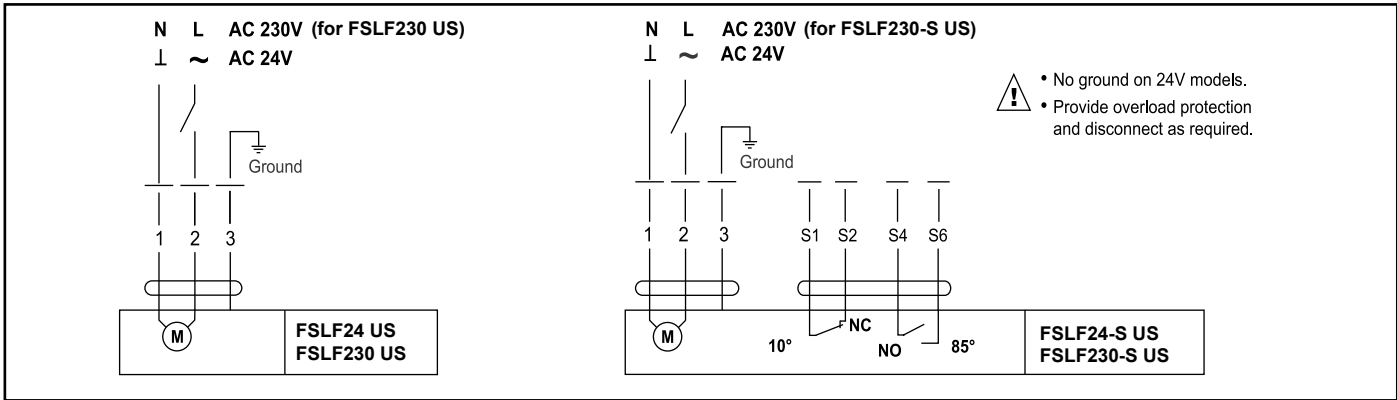 N L AC 230V (for FSLF230 US)
⊥ ~ AC 24V
Ground
1 2 3
M
FSLF24 US
FSLF230 US
N L AC 230V (for FSLF230-S US)
⊥ ~ AC 24V
Ground
1 2 3 S1 S2 S4 S6
M
10° NC NO 85°
FSLF24-S US
FSLF230-S US
! • No ground on 24V models.
• Provide overload protection
and disconnect as required.